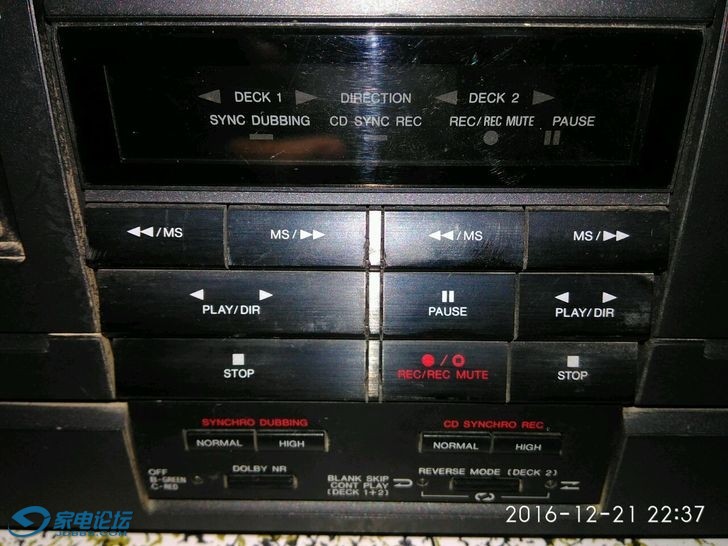 DECK 1 DIRECTION DECK 2
SYNC DUBBING CD SYNC REC REC/REC MUTE PAUSE
/MS MS/ /MS MS/
PLAY/DIR PAUSE PLAY/DIR
STOP REC/REC MUTE STOP
SYNCHRO DUBBING CD SYNCHRO REC
NORMAL HIGH NORMAL HIGH
OFF DOLBY NR BLANK SKIP REVERSE MODE (DECK 2)
B-GREEN CONT PLAY
C-RED (DECK 1+2)
家电论坛 2016-12-21 22:37